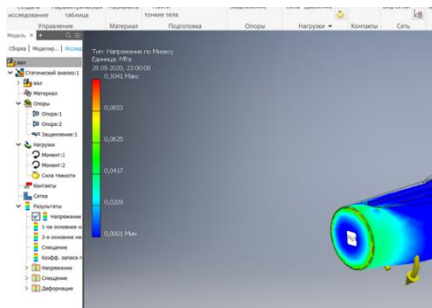 исследование таблица
тонкие тела
Управление Материал Подготовка Опоры Нагрузки Контакты Сеть
Модель
Сборка Моделир... Исслед
вал
Статический анализ:1
вал
Материал
Опоры
Опора:1
Опора:2
Защемление:1
Нагрузки
Момент:1
Момент:2
Сила тяжести
Контакты
Сетка
Результаты
Напряжение
1-ое основное н
3-е основное на
Смещение
Коэфф. запаса п
Напряжение
Смещение
Деформация
Тип: Напряжение по Мизесу
Единица: MPa
28.09.2020, 23:00:08
0,1041 Макс
0,0833
0,0625
0,0417
0,0209
0,0001 Мин